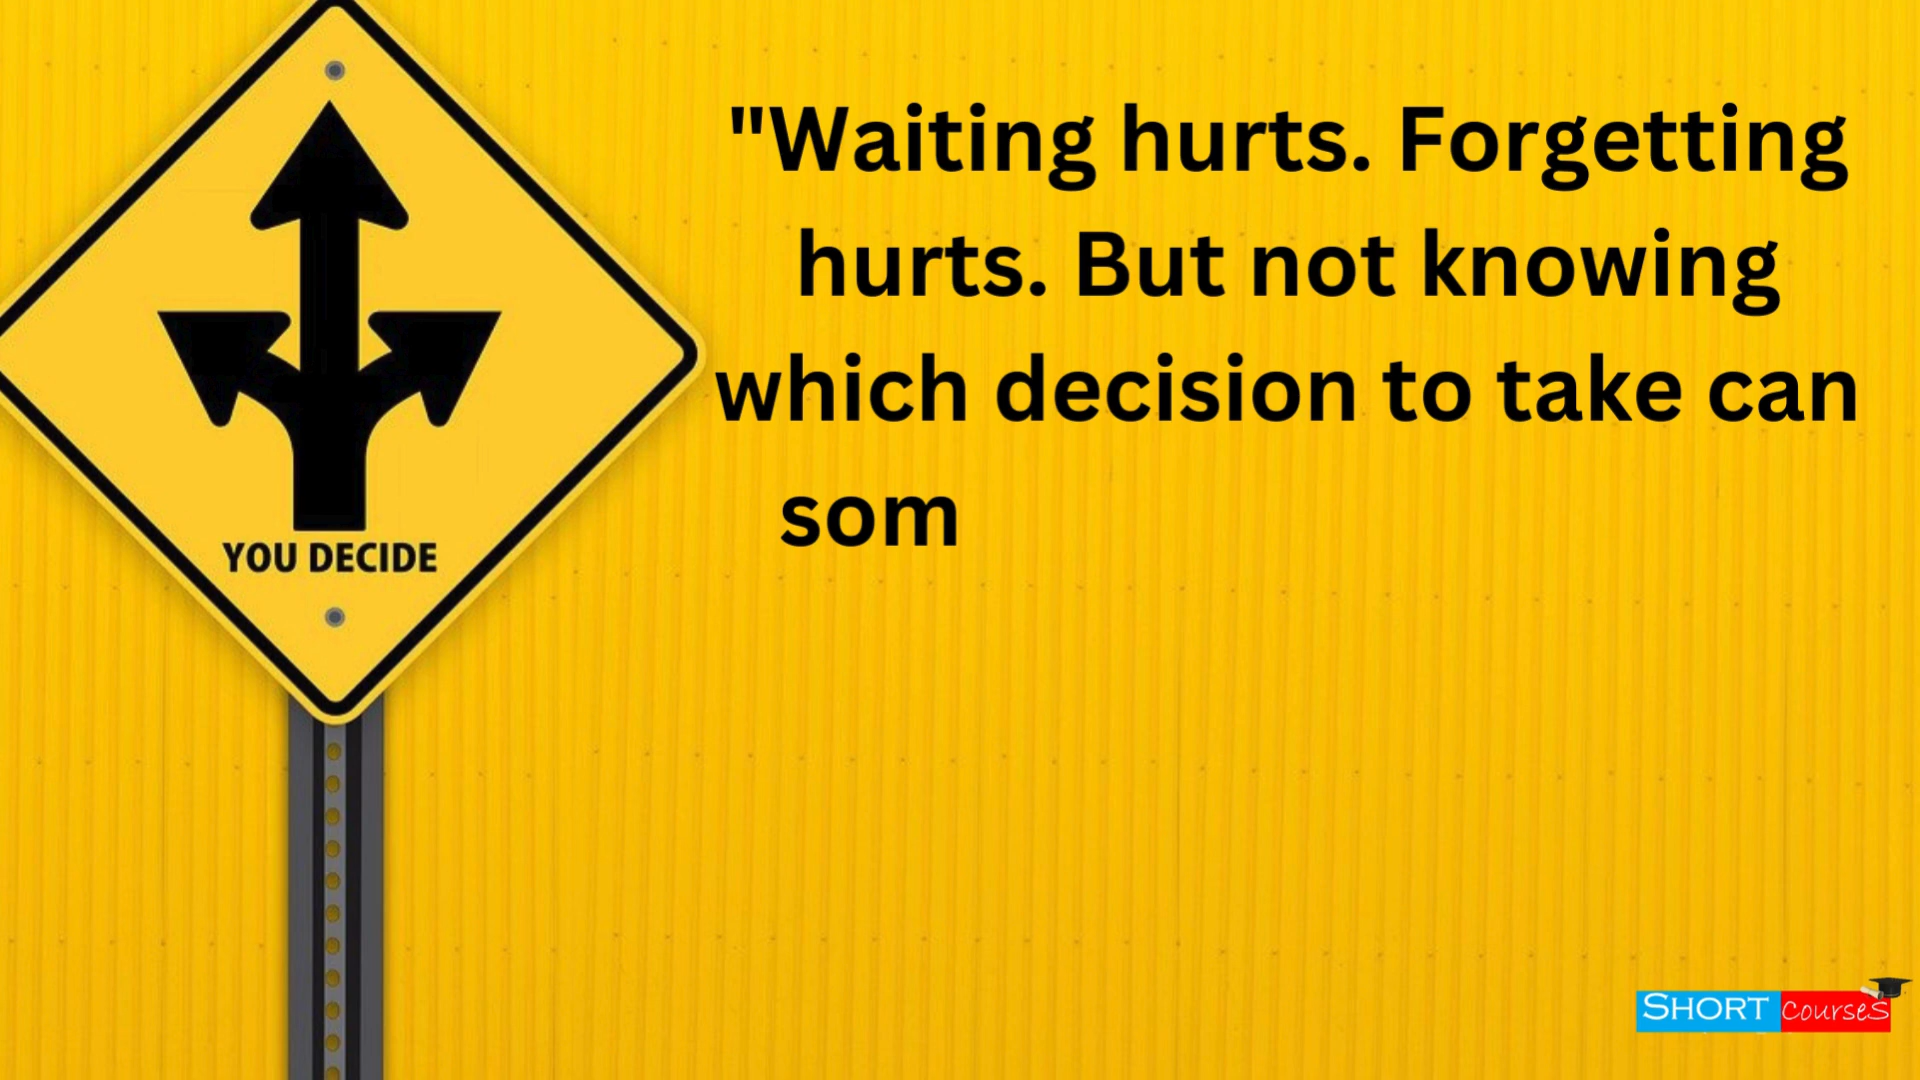 "Waiting hurts. Forgetting
hurts. But not knowing
which decision to take can
som
YOU DECIDE
SHORT CourseS